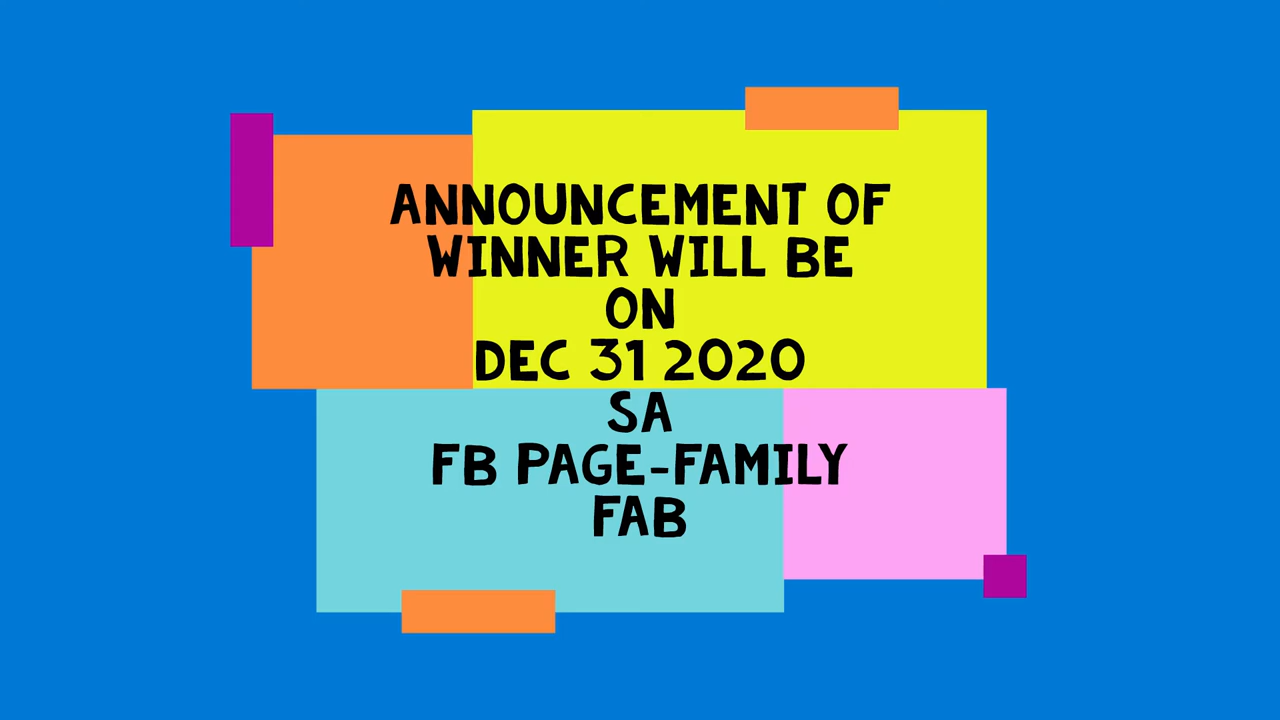 ANNOUNCEMENT OF
WINNER WILL BE
ON
DEC 31 2020
SA
FB PAGE-FAMILY
FAB